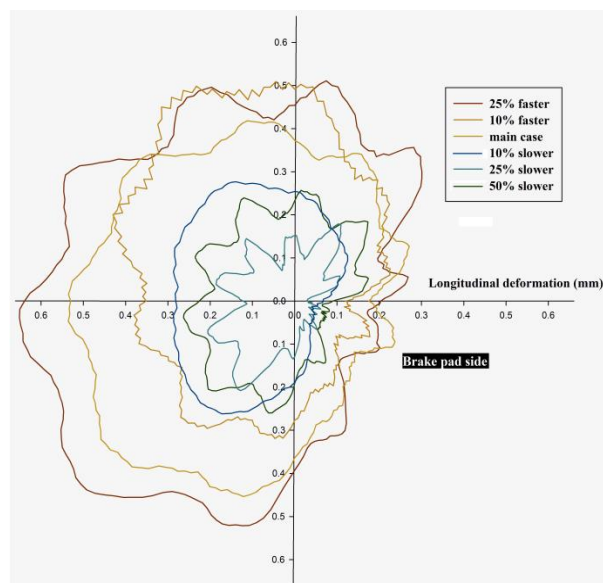 0.6
0.5
0.4
0.3
0.2
0.1
25% faster
10% faster
main case
10% slower
25% slower
50% slower
Longitudinal deformation (mm)
0.0
0.6 0.5 0.4 0.3 0.2 0.1 0.0 0.1 0.2 0.3 0.4 0.5 0.6
0.1
Brake pad side
0.2
0.3
0.4
0.5
0.6